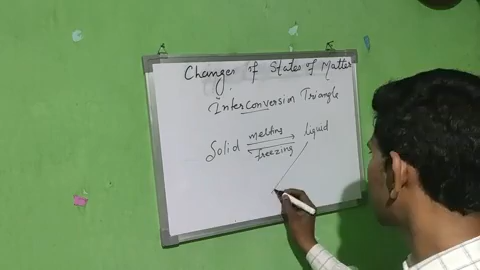 Changes of States of Matter
Interconversion Triangle
Solid melting liquid
freezing